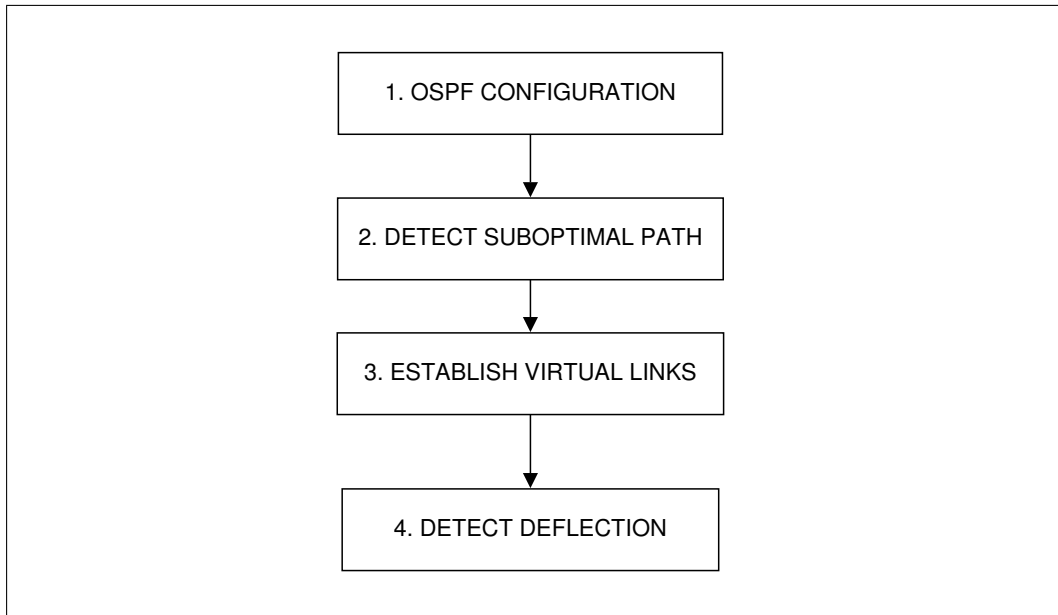 1. OSPF CONFIGURATION
2. DETECT SUBOPTIMAL PATH
3. ESTABLISH VIRTUAL LINKS
4. DETECT DEFLECTION